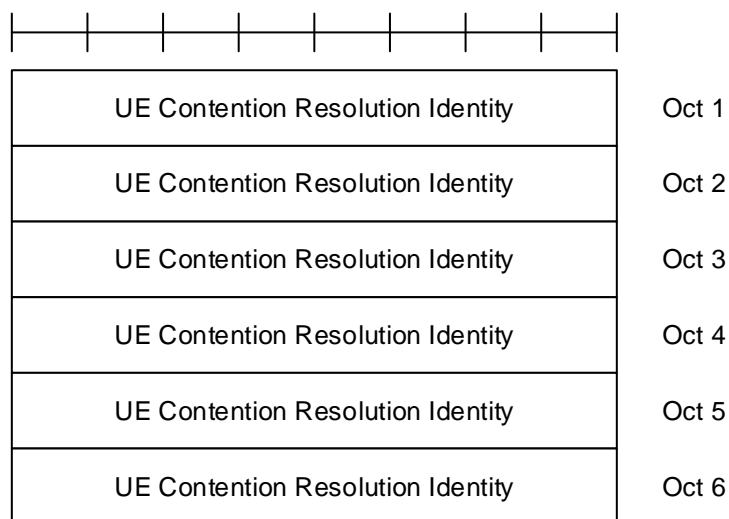 UE Contention Resolution Identity Oct 1
UE Contention Resolution Identity Oct 2
UE Contention Resolution Identity Oct 3
UE Contention Resolution Identity Oct 4
UE Contention Resolution Identity Oct 5
UE Contention Resolution Identity Oct 6